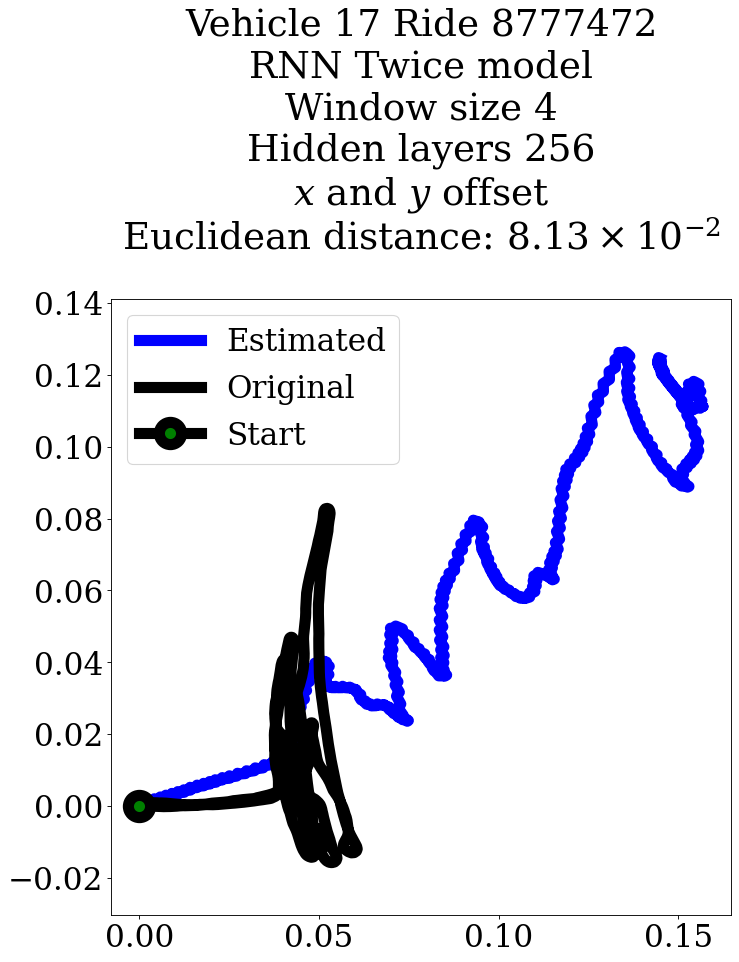 Vehicle 17 Ride 8777472
RNN Twice model
Window size 4
Hidden layers 256
x and y offset
Euclidean distance: 8.13 × 10⁻²
Estimated
Original
Start
0.14
0.12
0.10
0.08
0.06
0.04
0.02
0.00
−0.02
0.00 0.05 0.10 0.15